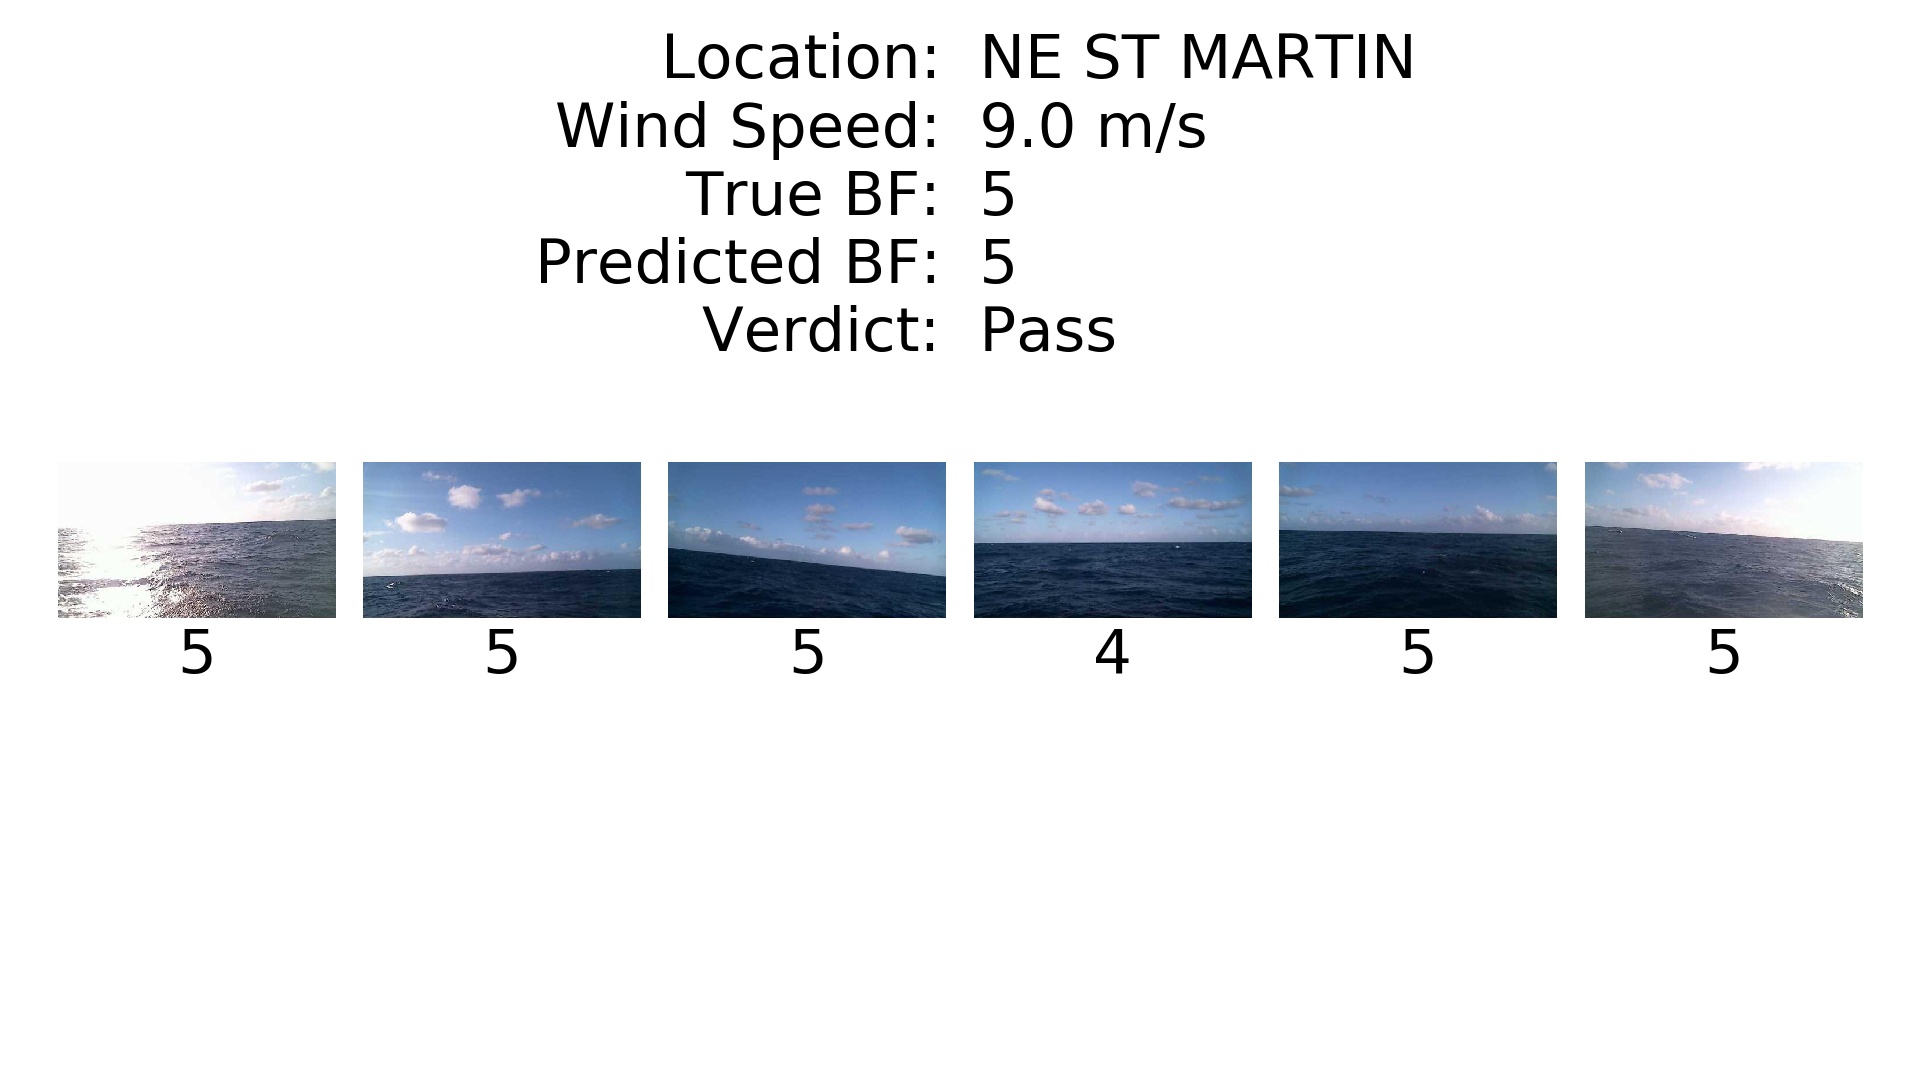 Location: NE ST MARTIN
Wind Speed: 9.0 m/s
True BF: 5
Predicted BF: 5
Verdict: Pass
5 5 5 4 5 5